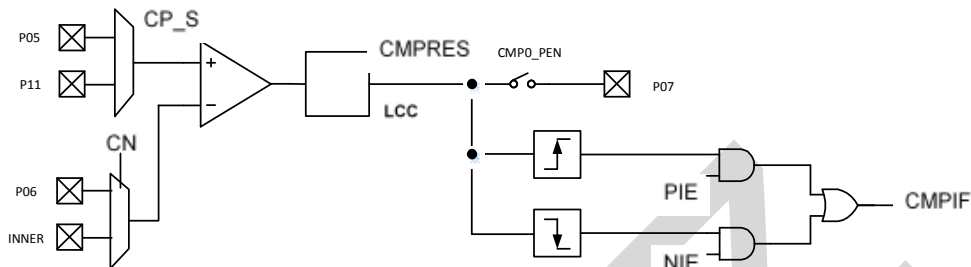 CP_S
P05
P11
CMPRES
CMP0_PEN
P07
LCC
CN
P06
INNER
PIE
NIE
CMPIF